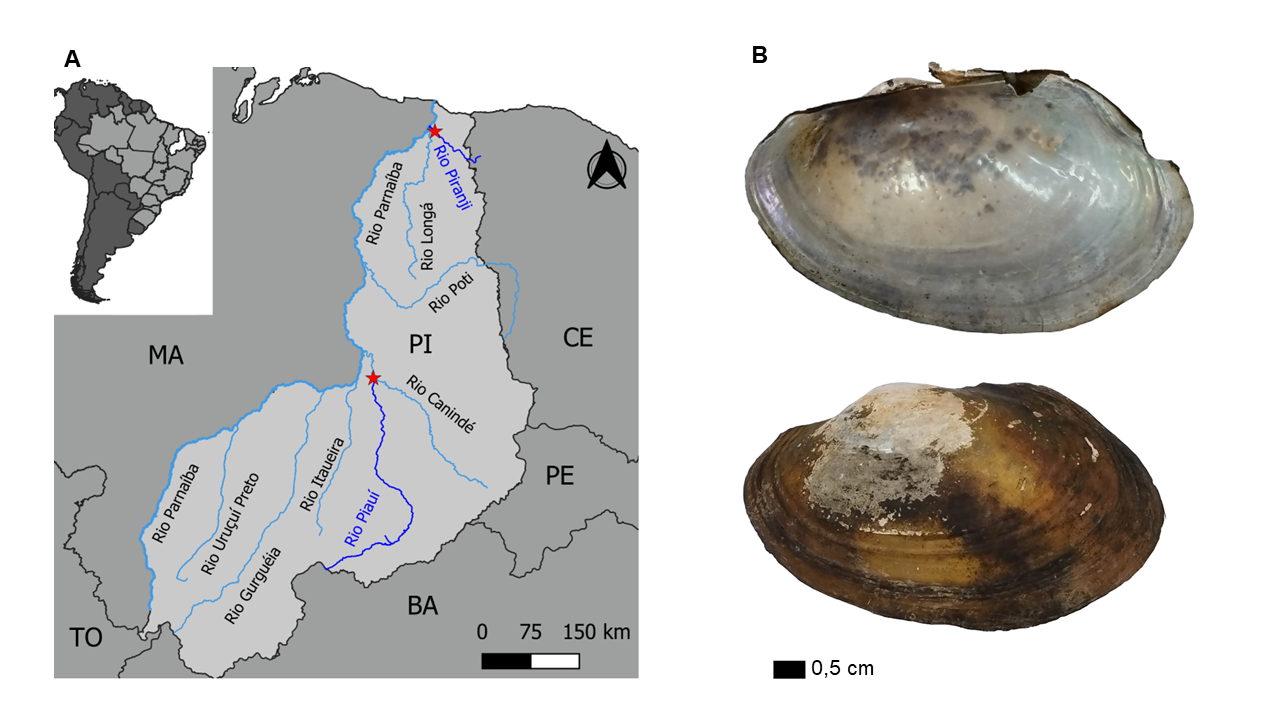 A
B
Rio Parnaíba
Rio Piranji
Rio Longá
Rio Poti
MA
PI
CE
Rio Canindé
Rio Parnaíba
Rio Uruçuí Preto
Rio Itaueira
Rio Piauí
PE
Rio Gurguéia
BA
TO
0 75 150 km
0,5 cm